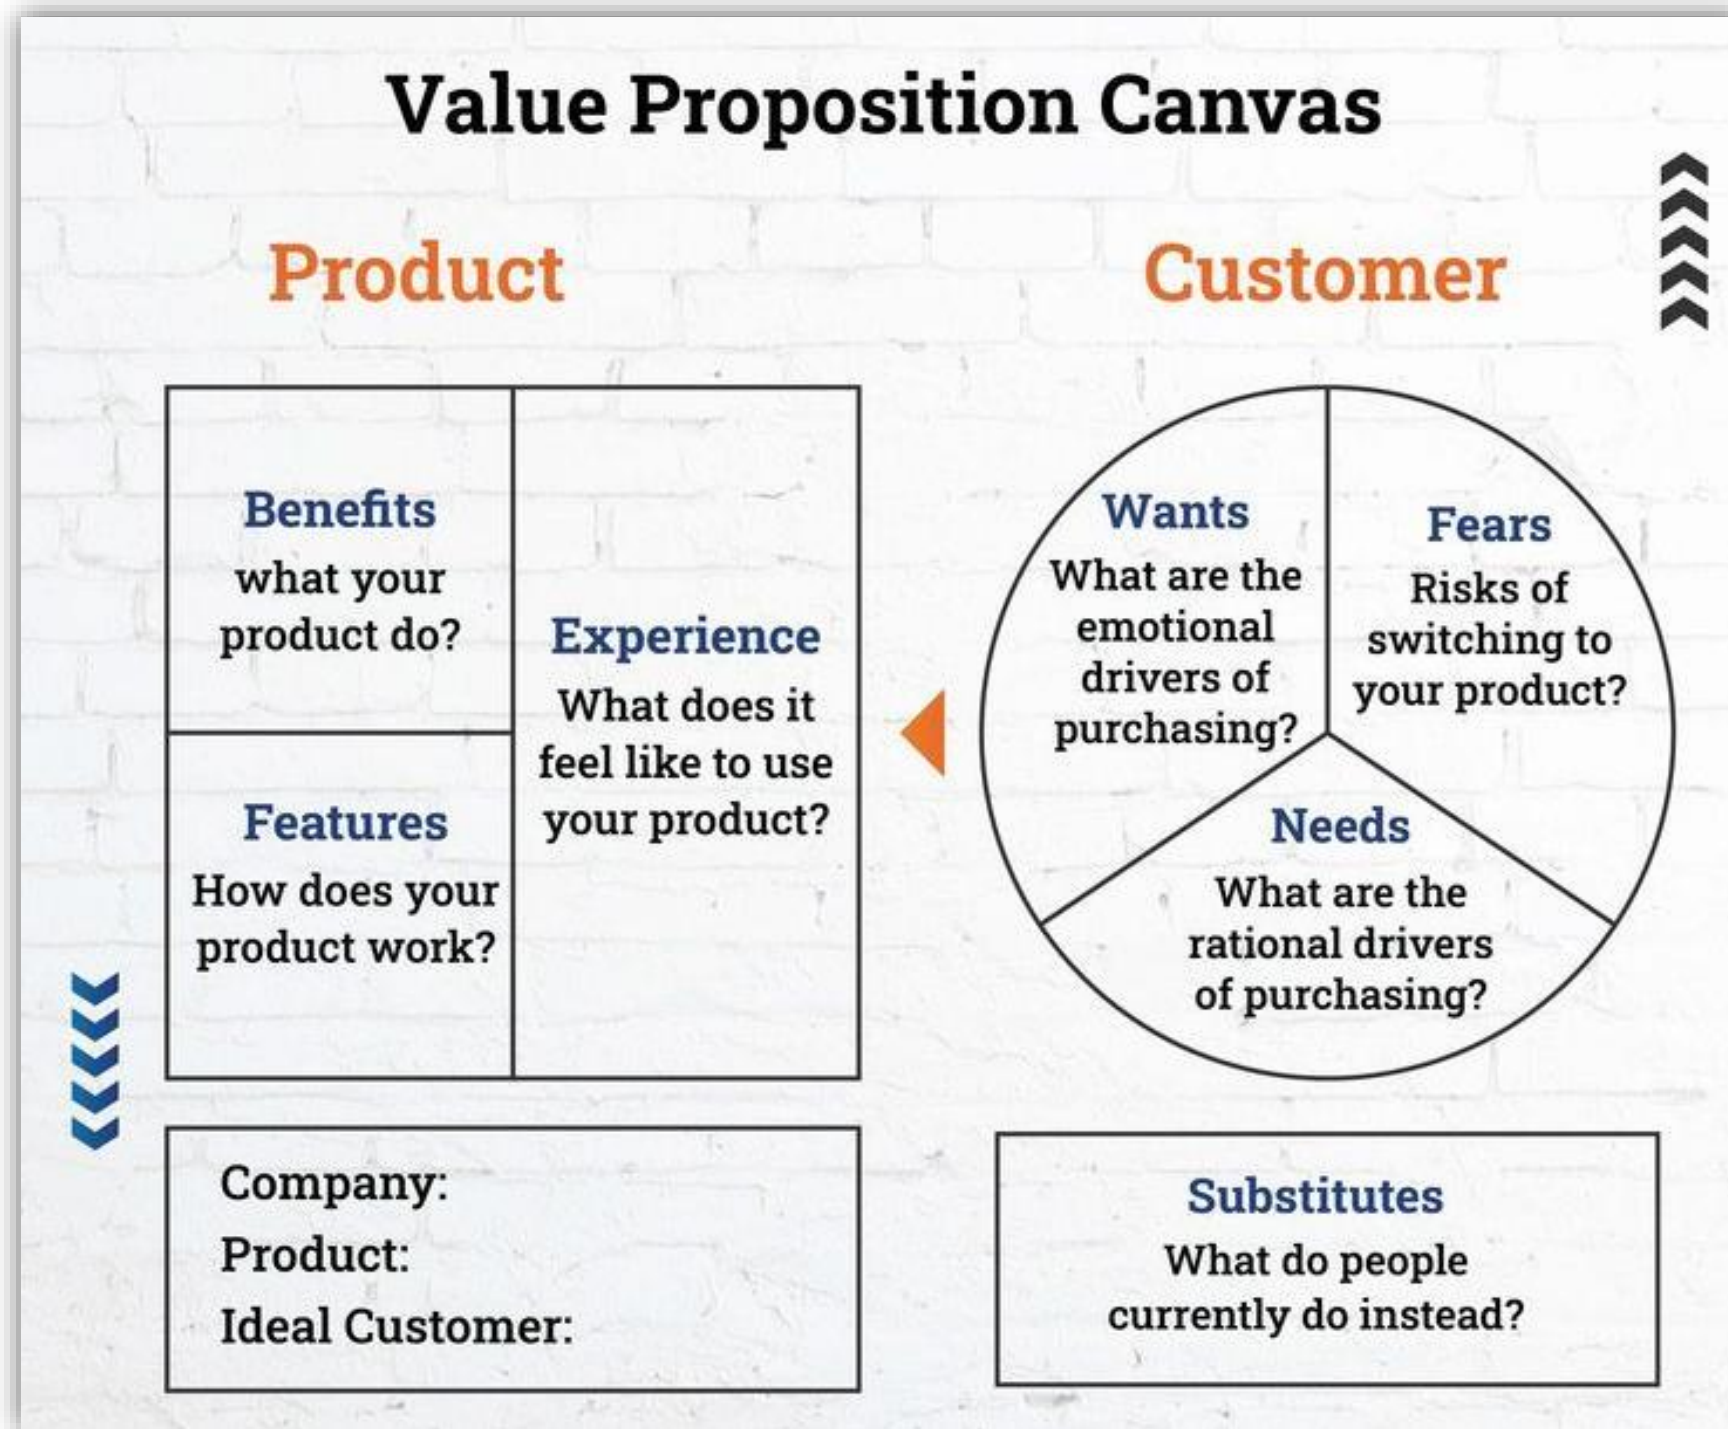 Value Proposition Canvas
Product
Benefits
what your
product do?
Features
How does your
product work?
Experience
What does it
feel like to use
your product?
Customer
Wants
What are the
emotional
drivers of
purchasing?
Fears
Risks of
switching to
your product?
Needs
What are the
rational drivers
of purchasing?
Company:
Product:
Ideal Customer:
Substitutes
What do people
currently do instead?